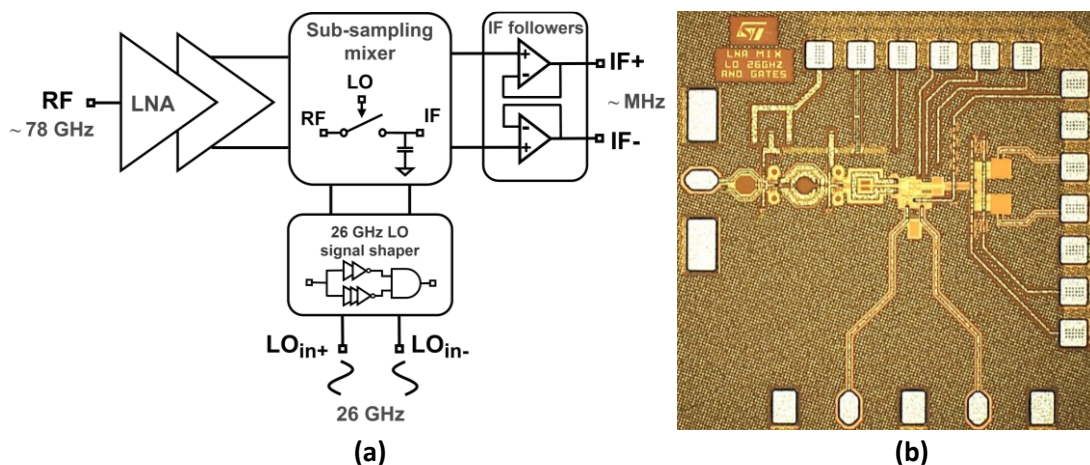 Sub-sampling
mixer
IF followers
LO
RF
IF
LNA
RF
~ 78 GHz
+
-
-
+
IF+
~ MHz
IF-
26 GHz LO
signal shaper
LOin+
LOin-
26 GHz
(a)
ST
LNA MIX
LO 26GHZ
AND GATES
(b)